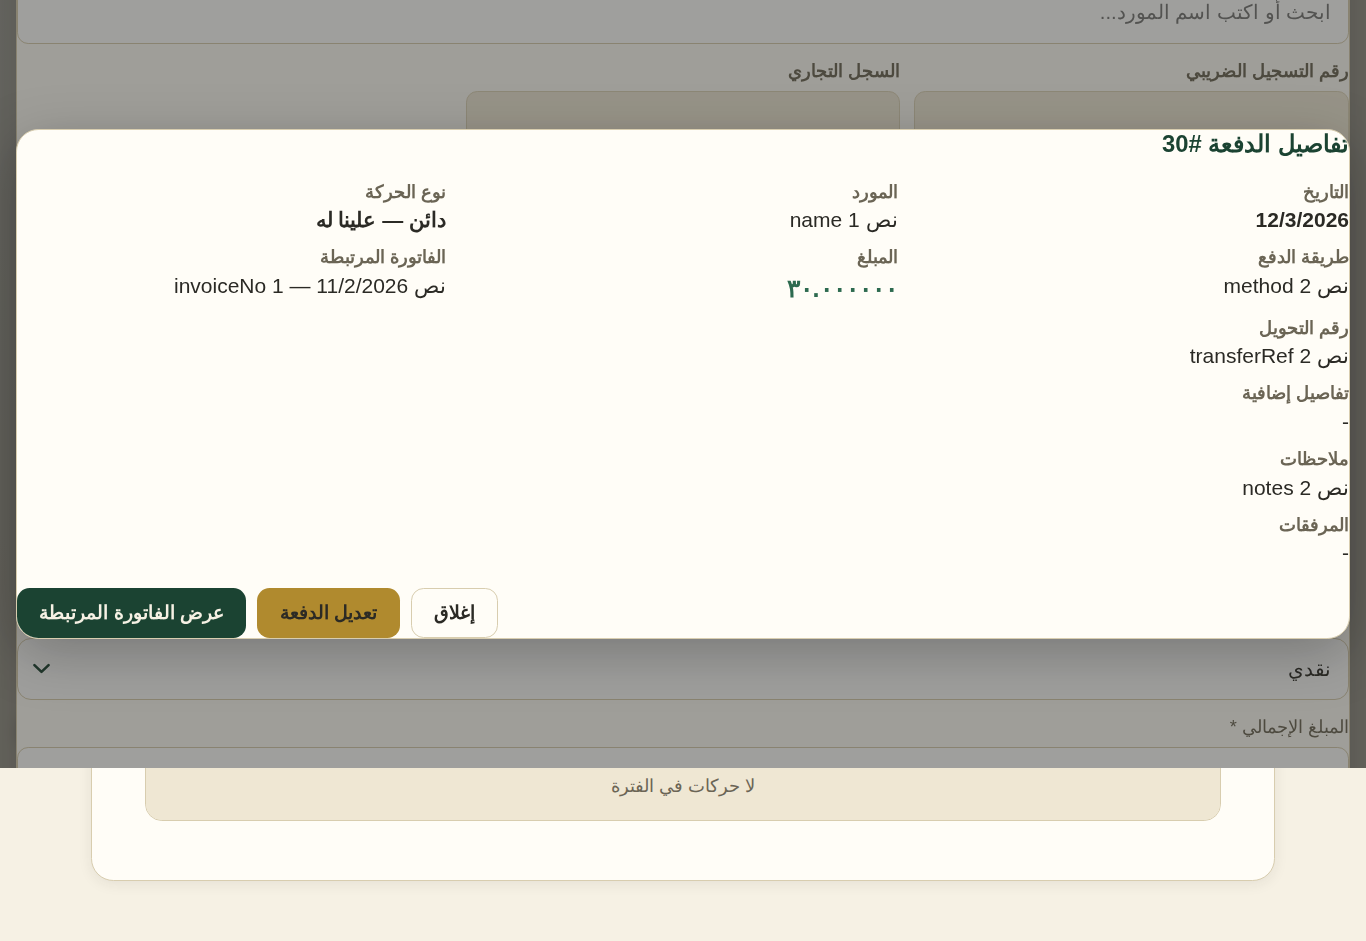 ابحث أو اكتب اسم المورد...
رقم التسجيل الضريبي
السجل التجاري
تفاصيل الدفعة #30
التاريخ
المورد
نوع الحركة
12/3/2026
نص 1 name
دائن — علينا له
طريقة الدفع
المبلغ
الفاتورة المرتبطة
نص 2 method
٣٠.٠٠٠٠٠٠
نص invoiceNo 1 — 11/2/2026
رقم التحويل
نص 2 transferRef
تفاصيل إضافية
-
ملاحظات
نص 2 notes
المرفقات
-
إغلاق
تعديل الدفعة
عرض الفاتورة المرتبطة
نقدي
المبلغ الإجمالي *
لا حركات في الفترة